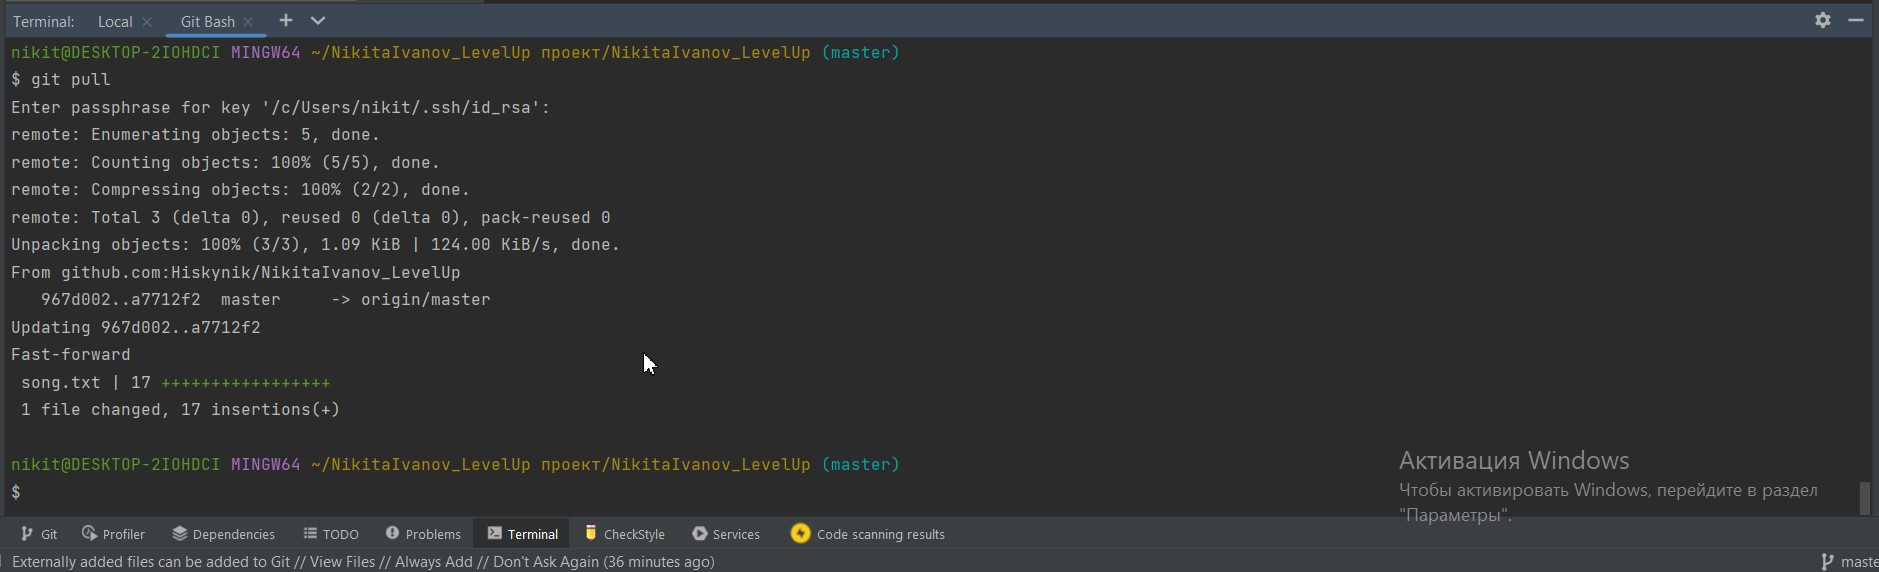 Terminal: Local Git Bash
nikit@DESKTOP-2IOHDCI MINGW64 ~/NikitaIvanov_LevelUp проект/NikitaIvanov_LevelUp (master)
$ git pull
Enter passphrase for key '/c/Users/nikit/.ssh/id_rsa':
remote: Enumerating objects: 5, done.
remote: Counting objects: 100% (5/5), done.
remote: Compressing objects: 100% (2/2), done.
remote: Total 3 (delta 0), reused 0 (delta 0), pack-reused 0
Unpacking objects: 100% (3/3), 1.09 KiB | 124.00 KiB/s, done.
From github.com:Hiskynik/NikitaIvanov_LevelUp
   967d002..a7712f2  master     -> origin/master
Updating 967d002..a7712f2
Fast-forward
 song.txt | 17 +++++++++++++++++
 1 file changed, 17 insertions(+)
nikit@DESKTOP-2IOHDCI MINGW64 ~/NikitaIvanov_LevelUp проект/NikitaIvanov_LevelUp (master)
$
Активация Windows
Чтобы активировать Windows, перейдите в раздел
"Параметры".
Git Profiler Dependencies TODO Problems Terminal CheckStyle Services Code scanning results
Externally added files can be added to Git // View Files // Always Add // Don't Ask Again (36 minutes ago) maste